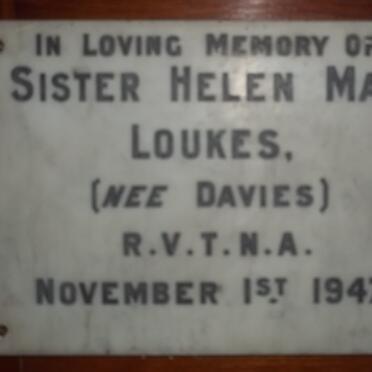 IN LOVING MEMORY OF
SISTER HELEN MA
LOUKES,
(NEE DAVIES)
R.V.T.N.A.
NOVEMBER 1ST 194